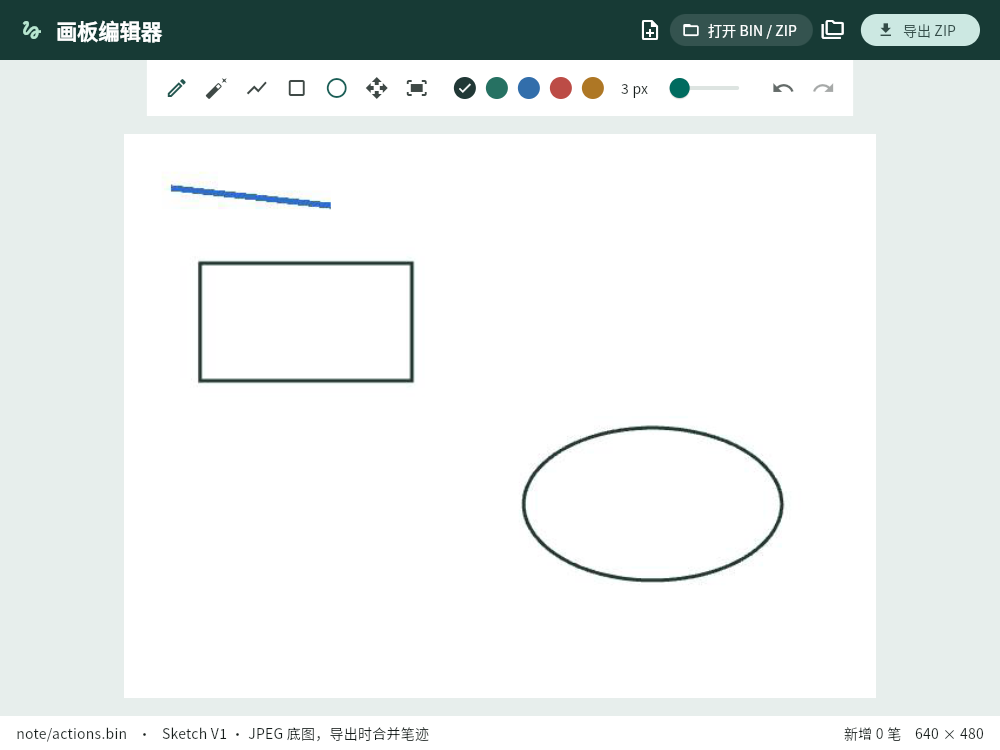 画板编辑器
打开 BIN / ZIP
导出 ZIP
3 px
note/actions.bin · Sketch V1 · JPEG 底图，导出时合并笔迹
新增 0 笔 640 × 480